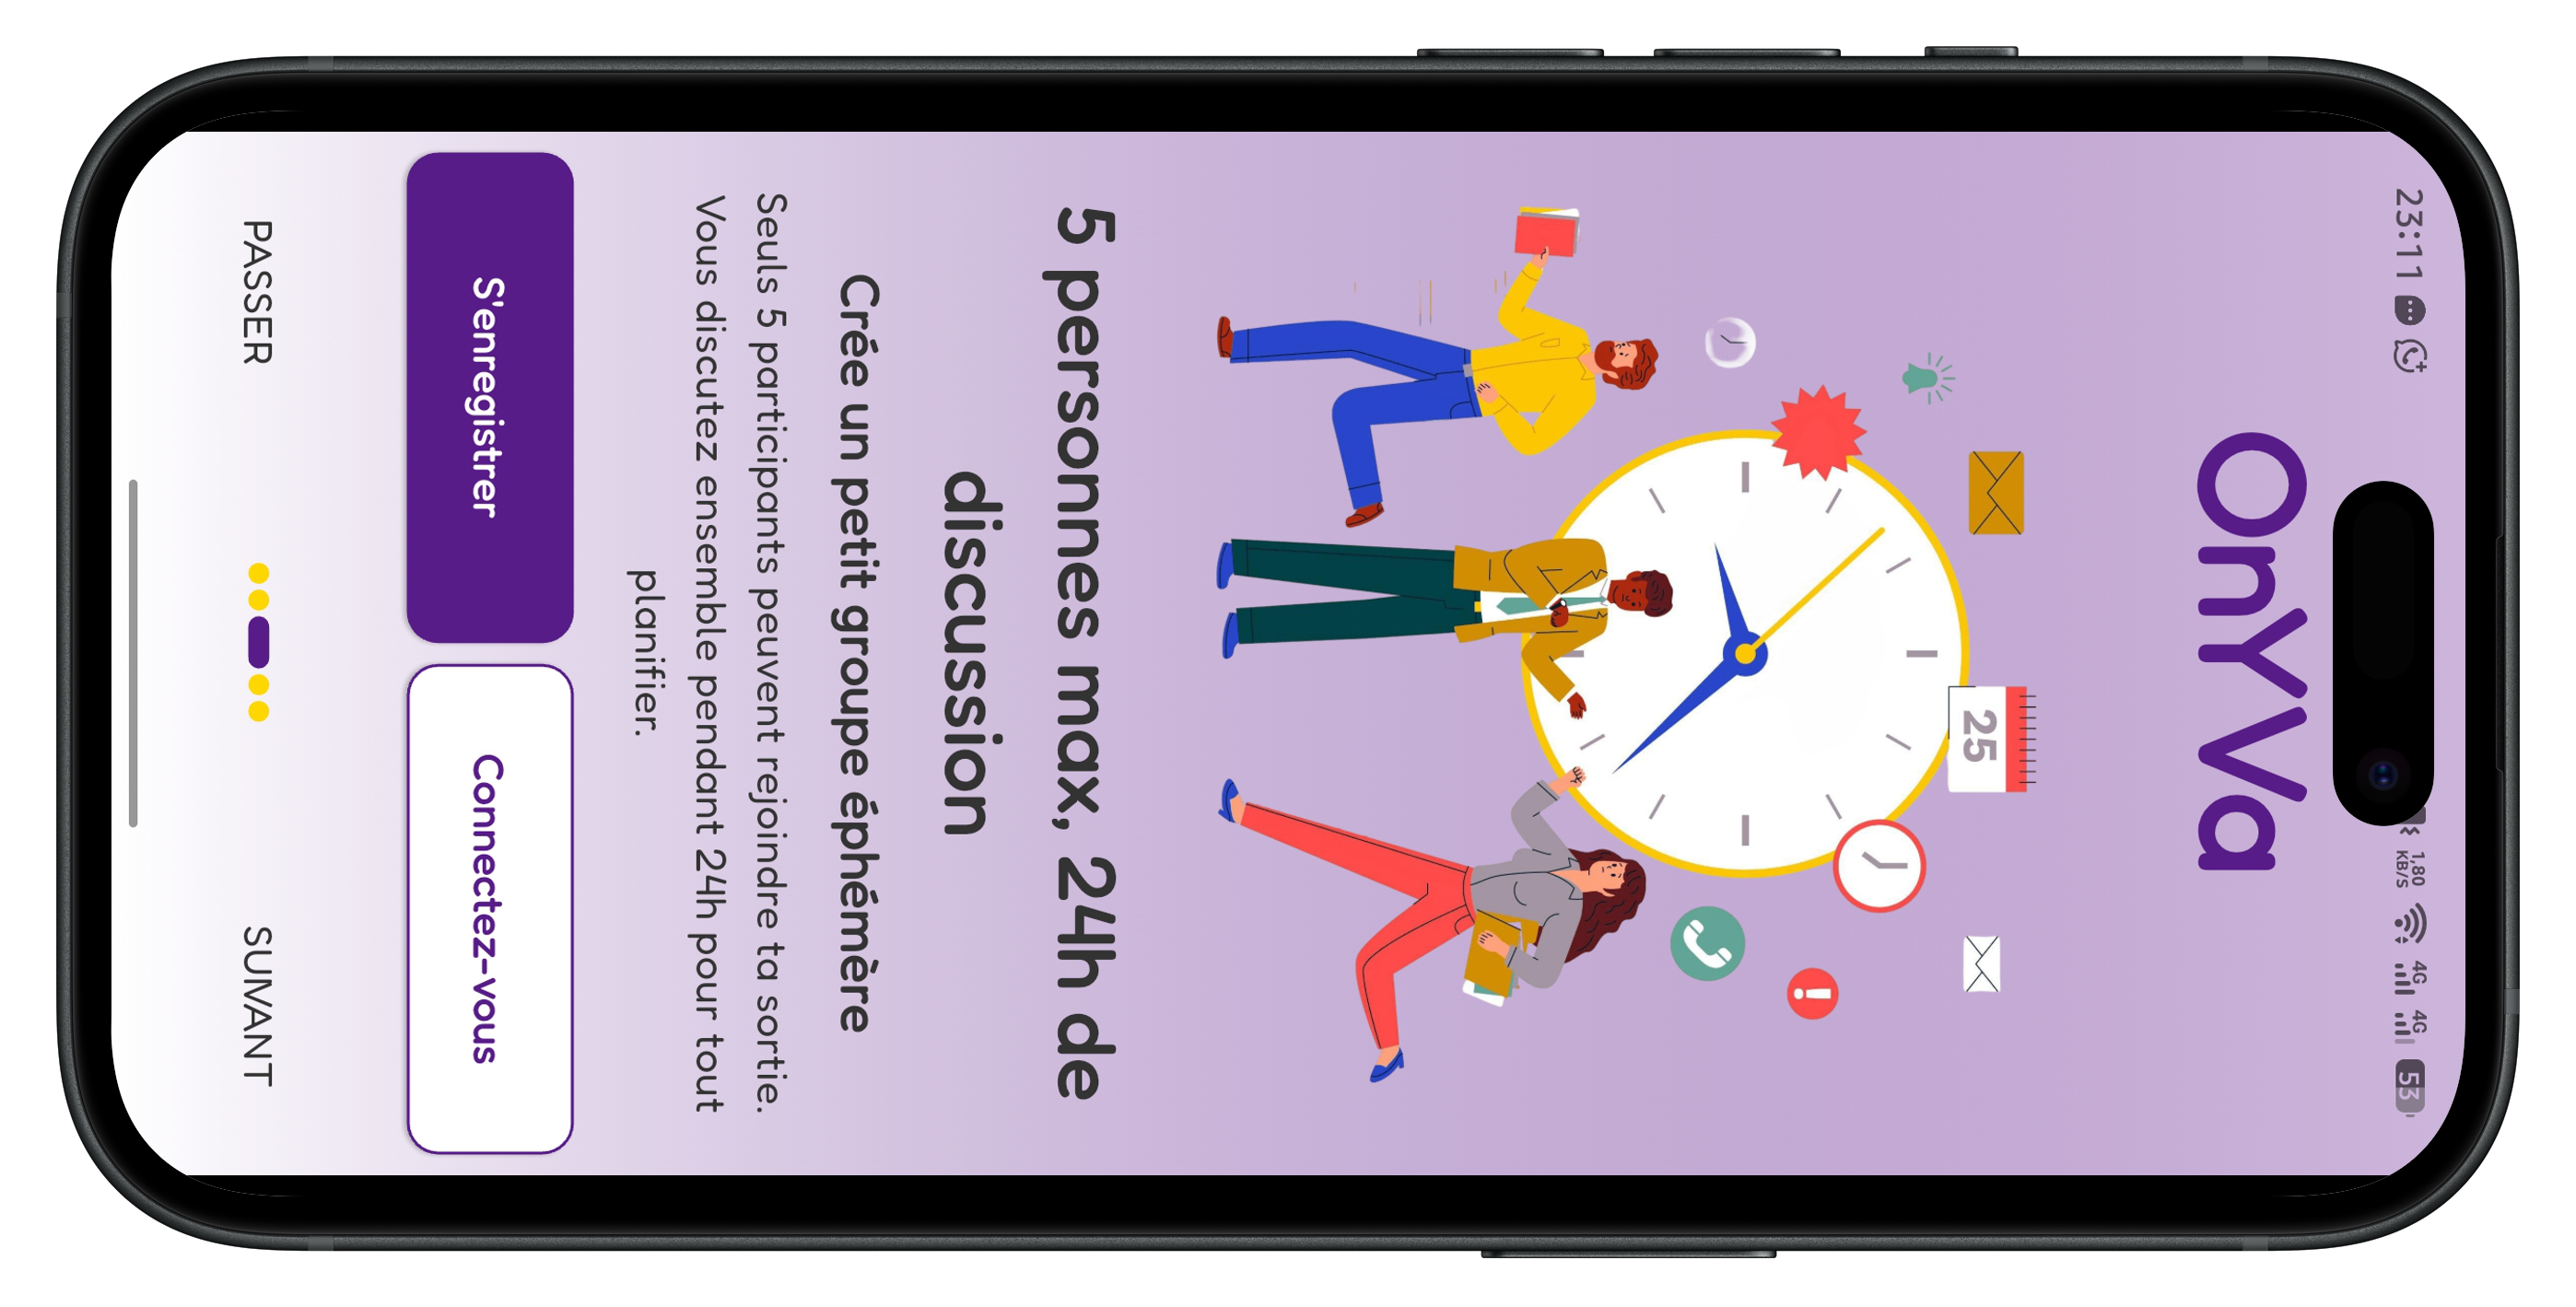 23:11
1,80
KB/S
4G
4G
53
OnYVa
25
5 personnes max, 24h de
discussion
Crée un petit groupe éphémère
Seuls 5 participants peuvent rejoindre ta sortie.
Vous discutez ensemble pendant 24h pour tout
planifier.
S'enregistrer
Connectez-vous
PASSER
SUIVANT